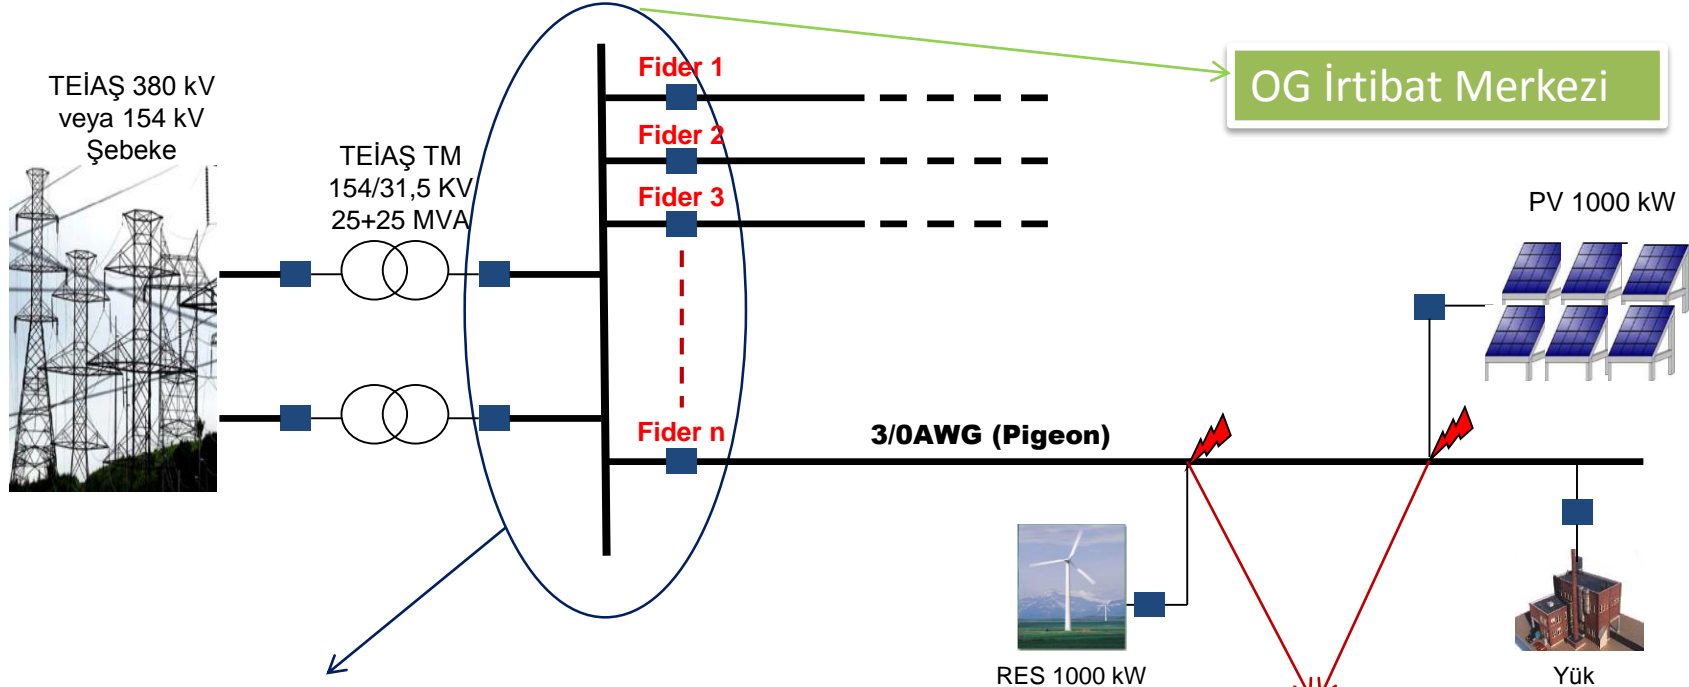 TEİAŞ 380 kV
veya 154 kV
Şebeke
TEİAŞ TM
154/31,5 KV
25+25 MVA
Fider 1
Fider 2
Fider 3
Fider n
OG İrtibat Merkezi
PV 1000 kW
3/0AWG (Pigeon)
RES 1000 kW
Yük